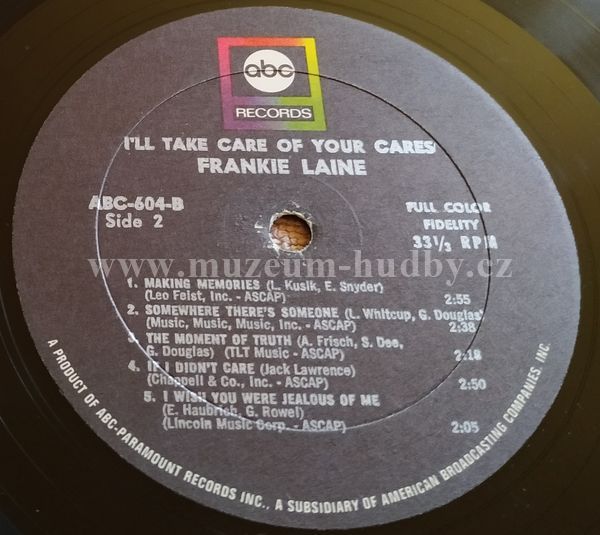 abc
RECORDS
I'LL TAKE CARE OF YOUR CARES
FRANKIE LAINE
ABC-604-B
Side 2
FULL COLOR
FIDELITY
33⅓ RPM
www.muzeum-hudby.cz
1. MAKING MEMORIES (L. Kusik, E. Snyder)
(Leo Feist, Inc. - ASCAP) 2:55
2. SOMEWHERE THERE'S SOMEONE (L. Whitcup, G. Douglas)
(Music, Music, Music, Inc. - ASCAP) 2:38
3. THE MOMENT OF TRUTH (A. Frisch, S. Dee,
G. Douglas) (TLT Music - ASCAP) 2:18
4. IF I DIDN'T CARE (Jack Lawrence)
(Chappell & Co., Inc. - ASCAP) 2:50
5. I WISH YOU WERE JEALOUS OF ME
(E. Haubrich, G. Rowel)
(Lincoln Music Corp. - ASCAP) 2:05
A PRODUCT OF ABC-PARAMOUNT RECORDS INC., A SUBSIDIARY OF AMERICAN BROADCASTING COMPANIES, INC.